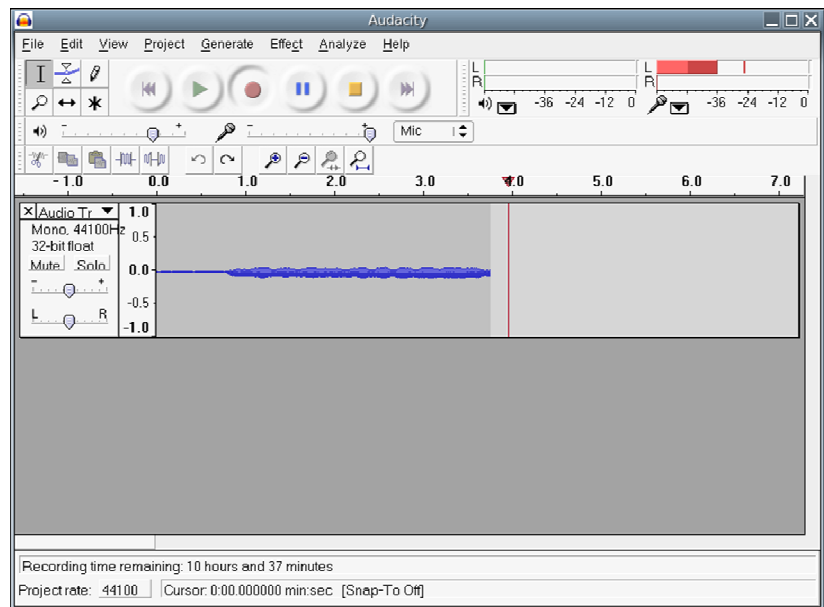 Audacity
File Edit View Project Generate Effect Analyze Help
L
R
-36 -24 -12 0
L
R
-36 -24 -12 0
- +
- +
Mic
- 1.0 0.0 1.0 2.0 3.0 4.0 5.0 6.0 7.0
X Audio Tr
Mono, 44100Hz
32-bit float
Mute Solo
- +
L R
1.0
0.5
0.0
-0.5
-1.0
Recording time remaining: 10 hours and 37 minutes
Project rate: 44100 Cursor: 0:00.000000 min:sec [Snap-To Off]